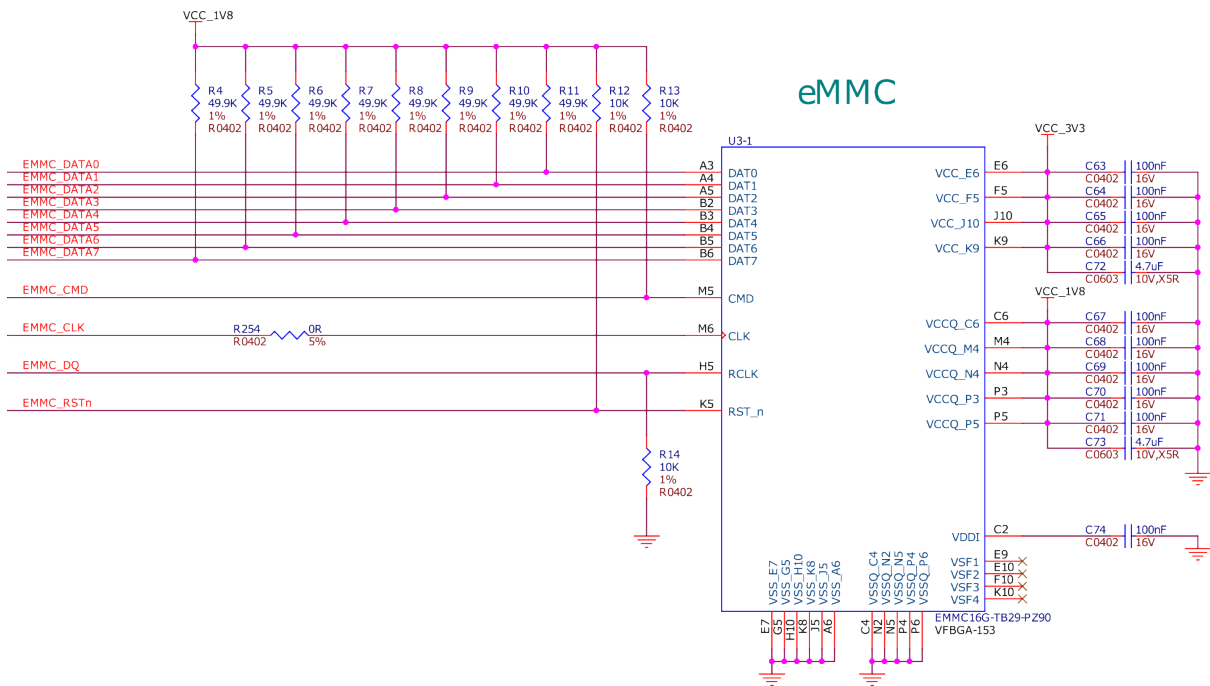 VCC_1V8
R4
49.9K
1%
R0402
R5
49.9K
1%
R0402
R6
49.9K
1%
R0402
R7
49.9K
1%
R0402
R8
49.9K
1%
R0402
R9
49.9K
1%
R0402
R10
49.9K
1%
R0402
R11
49.9K
1%
R0402
R12
10K
1%
R0402
R13
10K
1%
R0402
eMMC
U3-1
EMMC_DATA0 A3 DAT0
EMMC_DATA1 A4 DAT1
EMMC_DATA2 A5 DAT2
EMMC_DATA3 B2 DAT3
EMMC_DATA4 B3 DAT4
EMMC_DATA5 B4 DAT5
EMMC_DATA6 B5 DAT6
EMMC_DATA7 B6 DAT7
EMMC_CMD M5 CMD
EMMC_CLK R254 0R M6 CLK
R0402 5%
EMMC_DQ H5 RCLK
EMMC_RSTn K5 RST_n
R14
10K
1%
R0402
VCC_3V3
VCC_E6 E6 C63 100nF
C0402 16V
VCC_F5 F5 C64 100nF
C0402 16V
VCC_J10 J10 C65 100nF
C0402 16V
VCC_K9 K9 C66 100nF
C0402 16V
C72 4.7uF
C0603 10V,X5R
VCC_1V8
VCCQ_C6 C6 C67 100nF
C0402 16V
VCCQ_M4 M4 C68 100nF
C0402 16V
VCCQ_N4 N4 C69 100nF
C0402 16V
VCCQ_P3 P3 C70 100nF
C0402 16V
VCCQ_P5 P5 C71 100nF
C0402 16V
C73 4.7uF
C0603 10V,X5R
VDDI C2 C74 100nF
C0402 16V
VSF1 E9
VSF2 E10
VSF3 F10
VSF4 K10
VSS_E7
VSS_G5
VSS_H10
VSS_K8
VSS_J5
VSS_A6
VSSQ_C4
VSSQ_N2
VSSQ_N5
VSSQ_P4
VSSQ_P6
EMMC16G-TB29-PZ90
VFBGA-153
E7
G5
H10
K8
J5
A6
C4
N2
N5
P4
P6